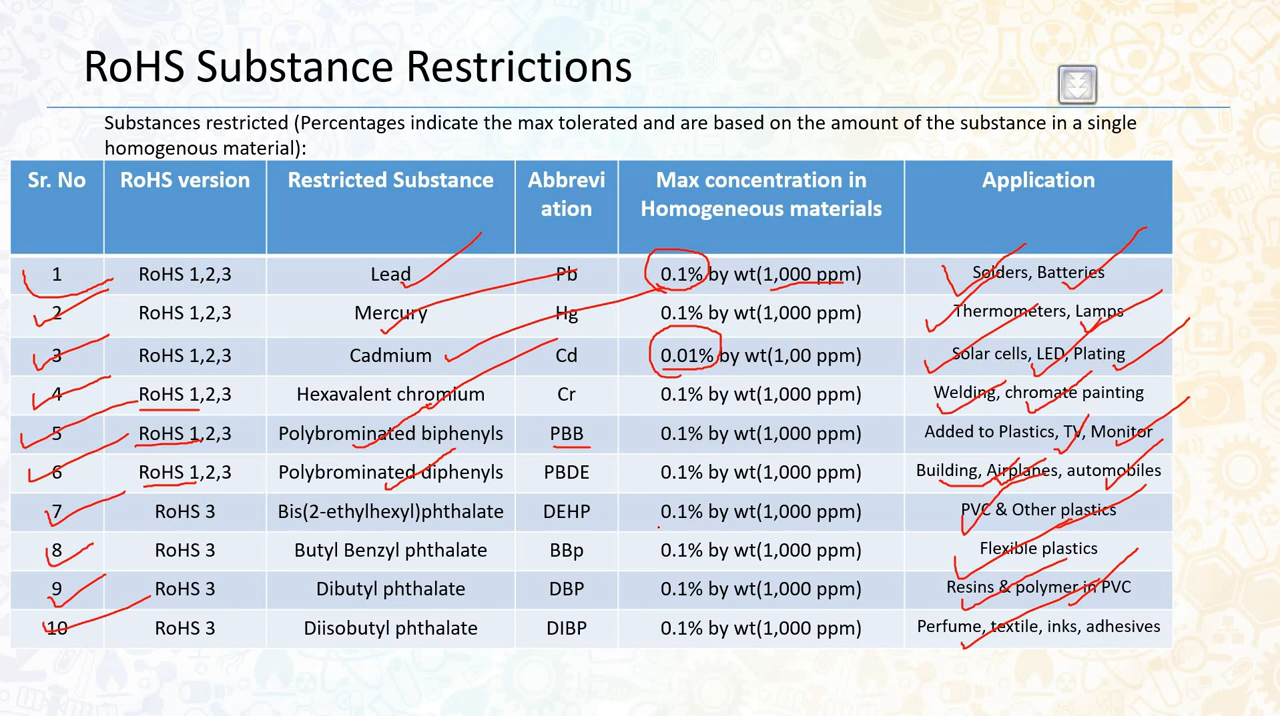 RoHS Substance Restrictions
Substances restricted (Percentages indicate the max tolerated and are based on the amount of the substance in a single
homogenous material):
Sr. No RoHS version Restricted Substance Abbrevi Max concentration in Application
ation Homogeneous materials
1 RoHS 1,2,3 Lead Pb 0.1% by wt(1,000 ppm) Solders, Batteries
2 RoHS 1,2,3 Mercury Hg 0.1% by wt(1,000 ppm) Thermometers, Lamps
3 RoHS 1,2,3 Cadmium Cd 0.01% by wt(1,00 ppm) Solar cells, LED, Plating
4 RoHS 1,2,3 Hexavalent chromium Cr 0.1% by wt(1,000 ppm) Welding, chromate painting
5 RoHS 1,2,3 Polybrominated biphenyls PBB 0.1% by wt(1,000 ppm) Added to Plastics, TV, Monitor
6 RoHS 1,2,3 Polybrominated diphenyls PBDE 0.1% by wt(1,000 ppm) Building, Airplanes, automobiles
7 RoHS 3 Bis(2-ethylhexyl)phthalate DEHP 0.1% by wt(1,000 ppm) PVC & Other plastics
8 RoHS 3 Butyl Benzyl phthalate BBp 0.1% by wt(1,000 ppm) Flexible plastics
9 RoHS 3 Dibutyl phthalate DBP 0.1% by wt(1,000 ppm) Resins & polymer in PVC
10 RoHS 3 Diisobutyl phthalate DIBP 0.1% by wt(1,000 ppm) Perfume, textile, inks, adhesives